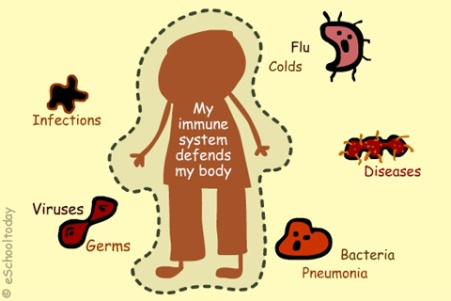 Flu
Colds
Infections
My
immune
system
defends
my body
Diseases
Viruses
Germs
Bacteria
Pneumonia
© eSchooltoday